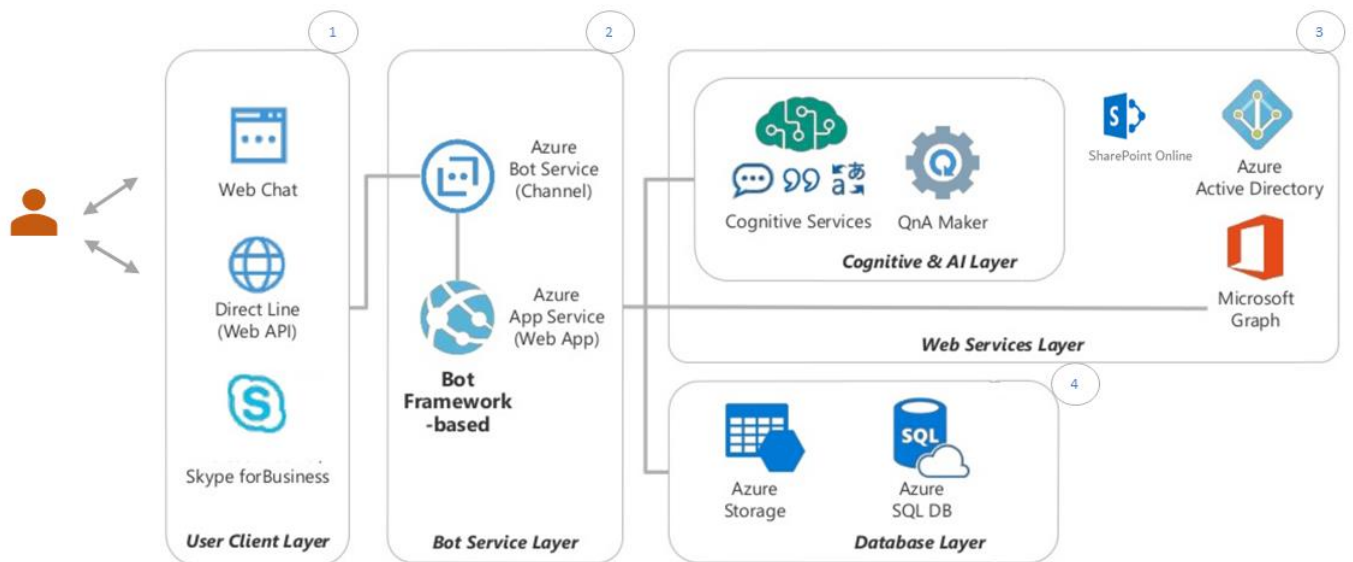 1
Web Chat
Direct Line
(Web API)
S
Skype forBusiness
User Client Layer
2
Azure
Bot Service
(Channel)
Azure
App Service
(Web App)
Bot
Framework
-based
Bot Service Layer
3
a あ
Cognitive Services
QnA Maker
Cognitive & AI Layer
S
SharePoint Online
Azure
Active Directory
Microsoft
Graph
Web Services Layer
4
Azure
Storage
SQL
Azure
SQL DB
Database Layer